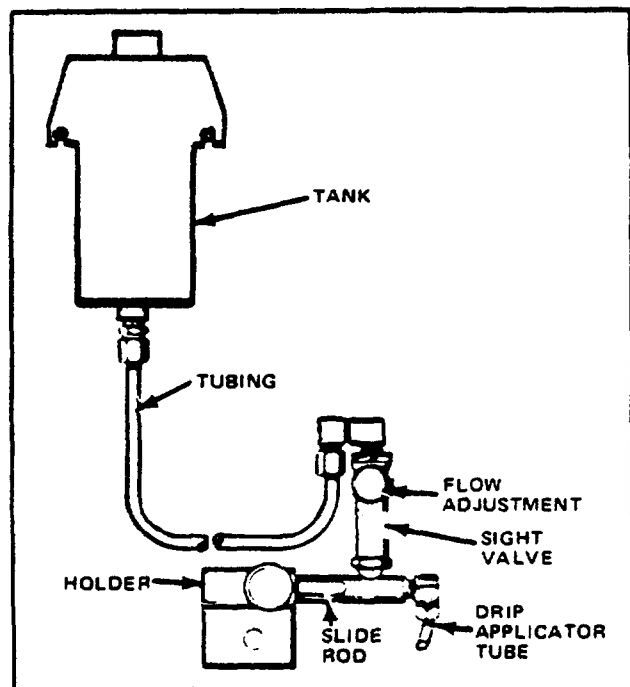 TANK
TUBING
FLOW
ADJUSTMENT
SIGHT
VALVE
HOLDER
SLIDE
ROD
DRIP
APPLICATOR
TUBE